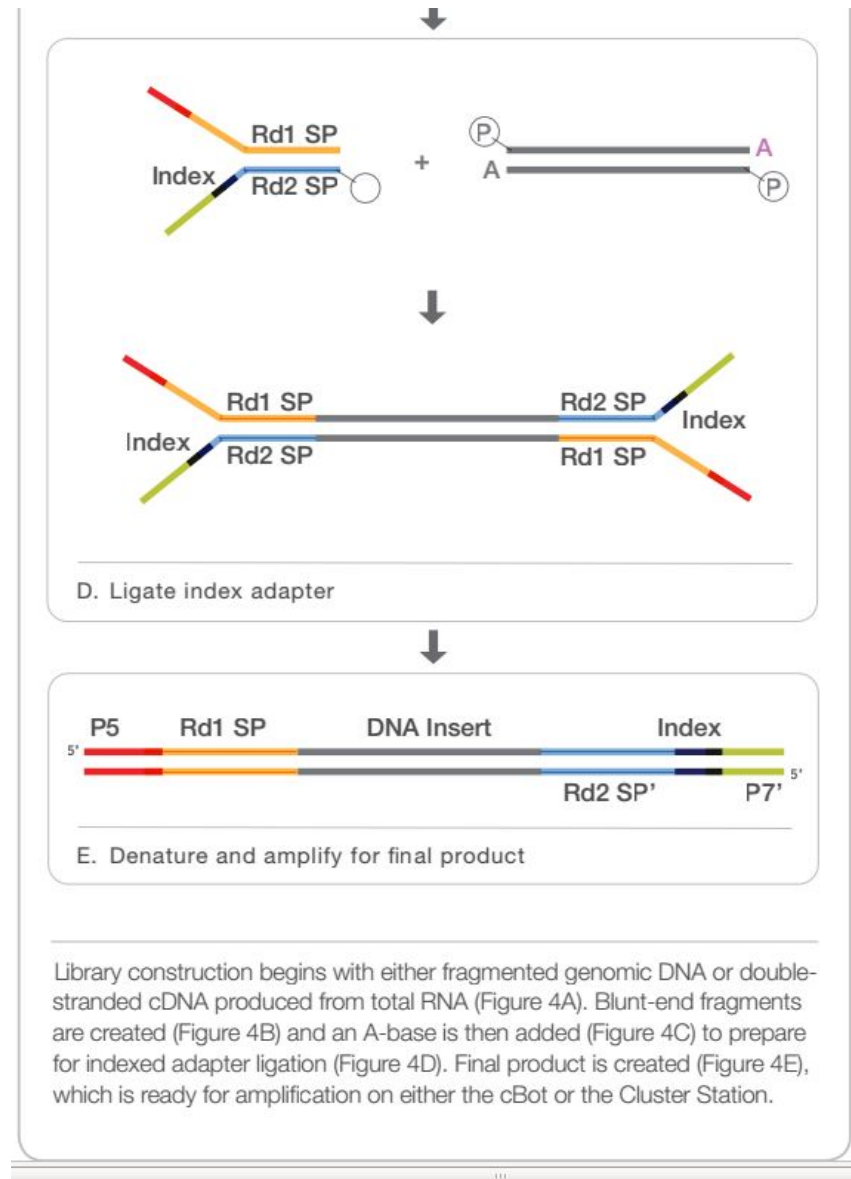 Rd1 SP
Index
Rd2 SP
+
P
A
A
P
Rd1 SP
Rd2 SP
Index
Index
Rd2 SP
Rd1 SP
D. Ligate index adapter
P5 Rd1 SP DNA Insert Index
5'
5'
Rd2 SP' P7'
E. Denature and amplify for final product
Library construction begins with either fragmented genomic DNA or double-
stranded cDNA produced from total RNA (Figure 4A). Blunt-end fragments
are created (Figure 4B) and an A-base is then added (Figure 4C) to prepare
for indexed adapter ligation (Figure 4D). Final product is created (Figure 4E),
which is ready for amplification on either the cBot or the Cluster Station.